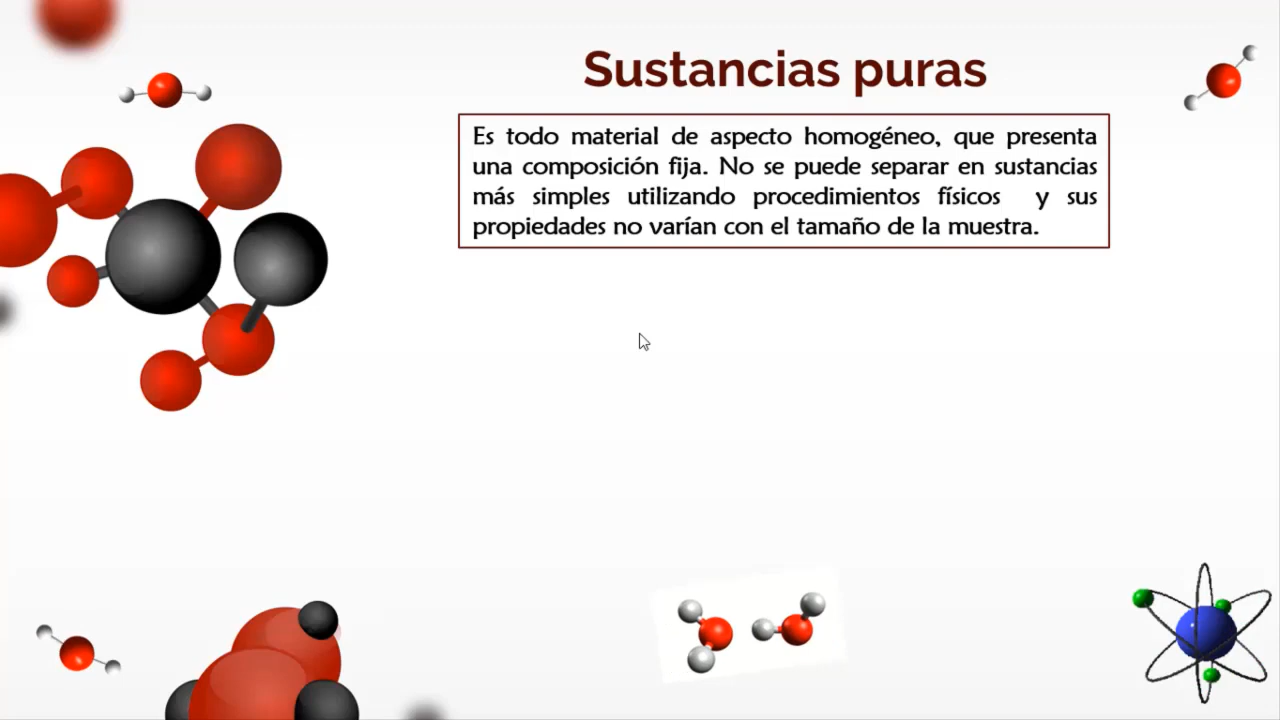 Sustancias puras
Es todo material de aspecto homogéneo, que presenta
una composición fija. No se puede separar en sustancias
más simples utilizando procedimientos físicos y sus
propiedades no varían con el tamaño de la muestra.